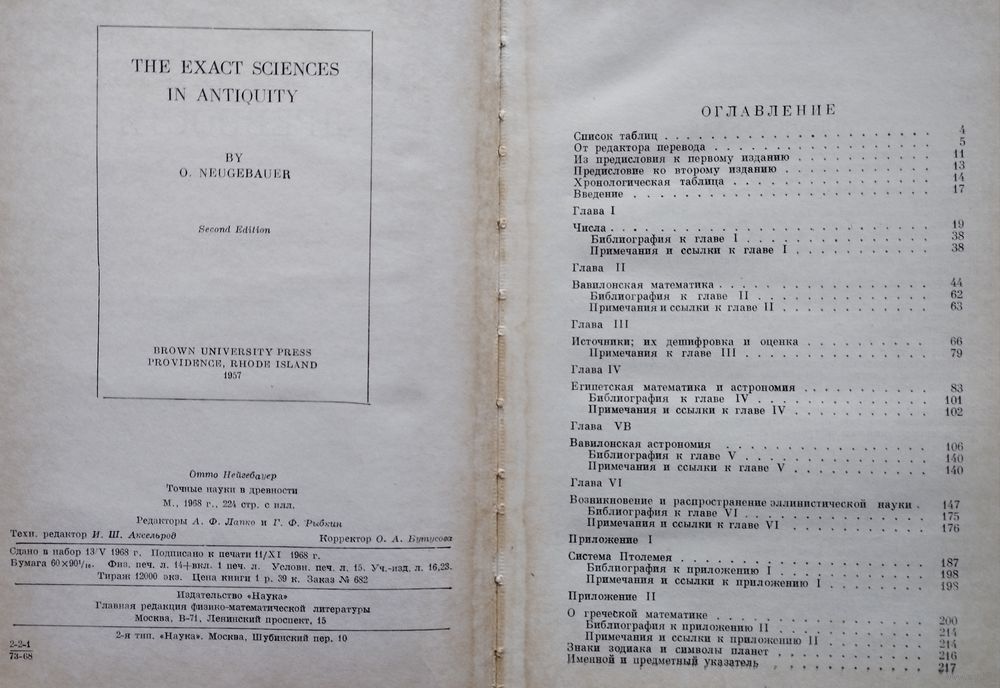 THE EXACT SCIENCES
IN ANTIQUITY
BY
O. NEUGEBAUER
Second Edition
BROWN UNIVERSITY PRESS
PROVIDENCE, RHODE ISLAND
1957
Отто Нейгебауер
Точные науки в древности
М., 1968 г., 224 стр. с илл.
Редакторы А. Ф. Лапко и Г. Ф. Рыбкин
Техн. редактор И. Ш. Аксельрод Корректор О. А. Бутусова
Сдано в набор 13/V 1968 г. Подписано к печати 11/XI 1968 г.
Бумага 60×90¹/₁₆. Физ. печ. л. 14+вкл. 1 печ. л. Условн. печ. л. 15. Уч.-изд. л. 16,23.
Тираж 12000 экз. Цена книги 1 р. 39 к. Заказ № 682
Издательство «Наука»
Главная редакция физико-математической литературы
Москва, В-71, Ленинский проспект, 15
2-я тип. «Наука». Москва, Шубинский пер. 10
2-2-1
73-68
ОГЛАВЛЕНИЕ
Список таблиц . . . 4
От редактора перевода . . . 5
Из предисловия к первому изданию . . . 11
Предисловие ко второму изданию . . . 13
Хронологическая таблица . . . 14
Введение . . . 17
Глава I
Числа . . . 19
Библиография к главе I . . . 38
Примечания и ссылки к главе I . . . 38
Глава II
Вавилонская математика . . . 44
Библиография к главе II . . . 62
Примечания и ссылки к главе II . . . 63
Глава III
Источники; их дешифровка и оценка . . . 66
Примечания к главе III . . . 79
Глава IV
Египетская математика и астрономия . . . 83
Библиография к главе IV . . . 101
Примечания и ссылки к главе IV . . . 102
Глава VВ
Вавилонская астрономия . . . 106
Библиография к главе V . . . 140
Примечания и ссылки к главе V . . . 140
Глава VI
Возникновение и распространение эллинистической науки . 147
Библиография к главе VI . . . 175
Примечания и ссылки к главе VI . . . 176
Приложение I
Система Птолемея . . . 187
Библиография к приложению I . . . 198
Примечания и ссылки к приложению I . . . 198
Приложение II
О греческой математике . . . 200
Библиография к приложению II . . . 214
Примечания и ссылки к приложению II . . . 214
Знаки зодиака и символы планет . . . 216
Именной и предметный указатель . . . 217